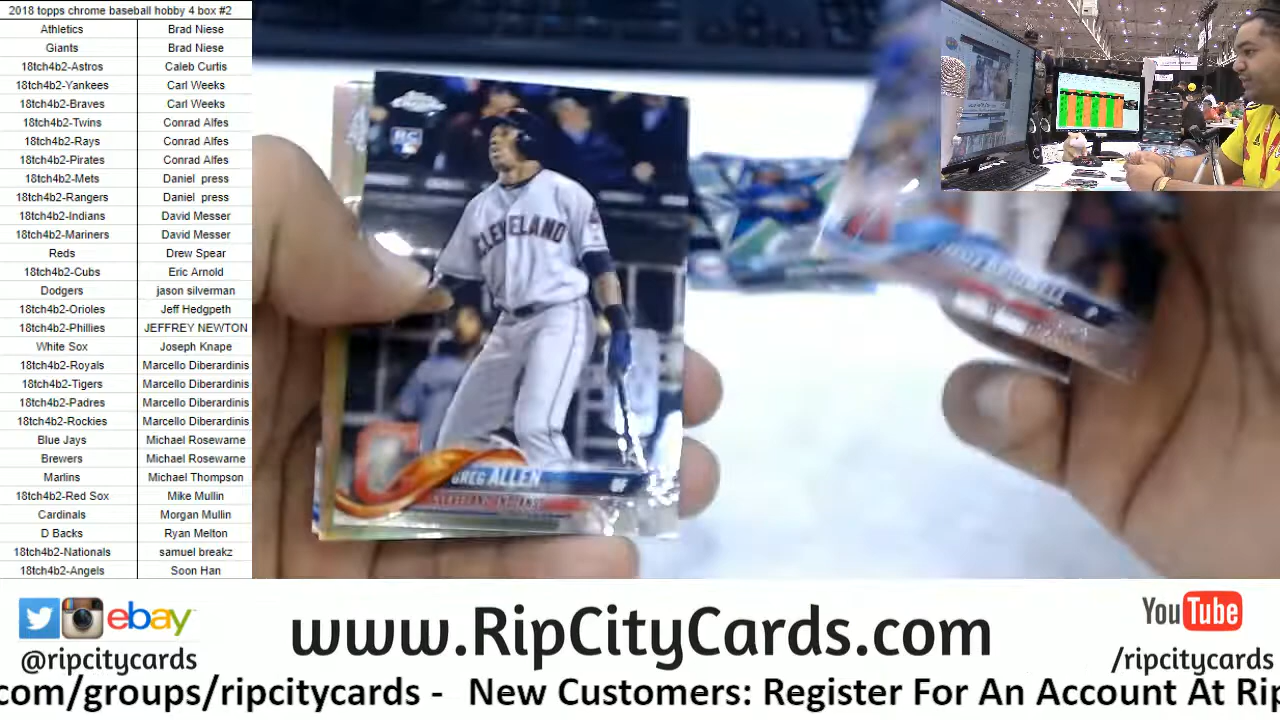 2018 topps chrome baseball hobby 4 box #2
Athletics Brad Niese
Giants Brad Niese
18tch4b2-Astros Caleb Curtis
18tch4b2-Yankees Carl Weeks
18tch4b2-Braves Carl Weeks
18tch4b2-Twins Conrad Alfes
18tch4b2-Rays Conrad Alfes
18tch4b2-Pirates Conrad Alfes
18tch4b2-Mets Daniel press
18tch4b2-Rangers Daniel press
18tch4b2-Indians David Messer
18tch4b2-Mariners David Messer
Reds Drew Spear
18tch4b2-Cubs Eric Arnold
Dodgers jason silverman
18tch4b2-Orioles Jeff Hedgpeth
18tch4b2-Phillies JEFFREY NEWTON
White Sox Joseph Knape
18tch4b2-Royals Marcello Diberardinis
18tch4b2-Tigers Marcello Diberardinis
18tch4b2-Padres Marcello Diberardinis
18tch4b2-Rockies Marcello Diberardinis
Blue Jays Michael Rosewarne
Brewers Michael Rosewarne
Marlins Michael Thompson
18tch4b2-Red Sox Mike Mullin
Cardinals Morgan Mullin
D Backs Ryan Melton
18tch4b2-Nationals samuel breakz
18tch4b2-Angels Soon Han
Chrome
RC
CLEVELAND
GREG ALLEN OF
CLEVELAND INDIANS
ebay
@ripcitycards
www.RipCityCards.com
YouTube
/ripcitycards
com/groups/ripcitycards - New Customers: Register For An Account At Rip